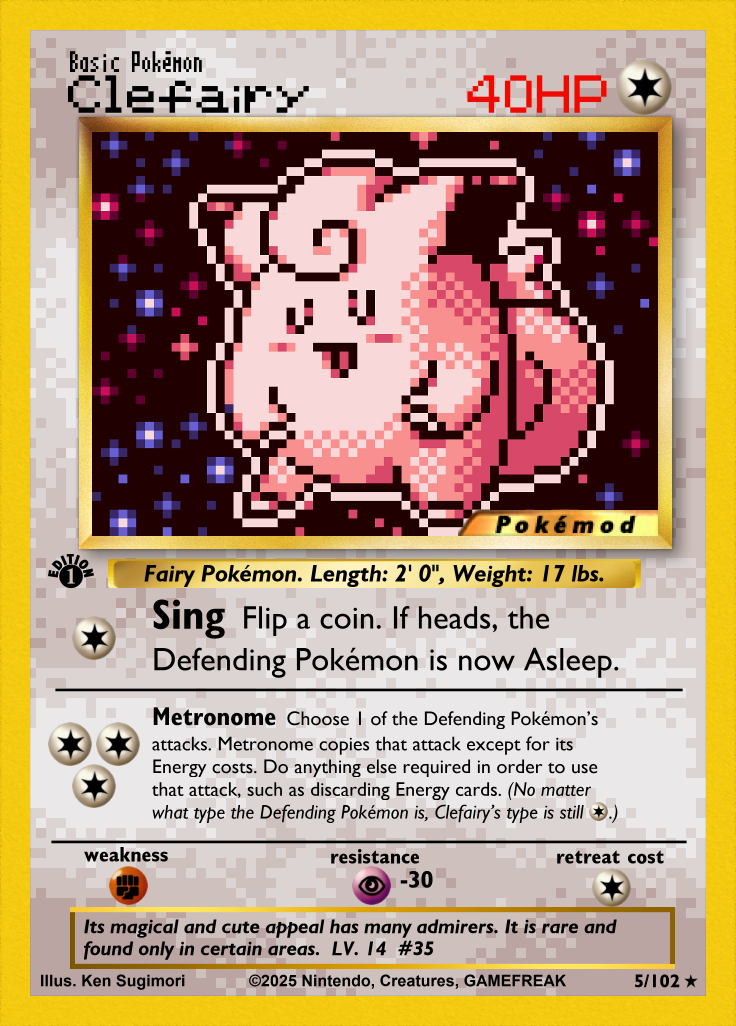 Basic Pokémon
Clefairy 40HP
Pokémod
EDITION
1
Fairy Pokémon. Length: 2' 0", Weight: 17 lbs.
Sing Flip a coin. If heads, the
Defending Pokémon is now Asleep.
Metronome Choose 1 of the Defending Pokémon's
attacks. Metronome copies that attack except for its
Energy costs. Do anything else required in order to use
that attack, such as discarding Energy cards. (No matter
what type the Defending Pokémon is, Clefairy's type is still .)
weakness resistance retreat cost
-30
Its magical and cute appeal has many admirers. It is rare and
found only in certain areas. LV. 14 #35
Illus. Ken Sugimori ©2025 Nintendo, Creatures, GAMEFREAK 5/102 ★